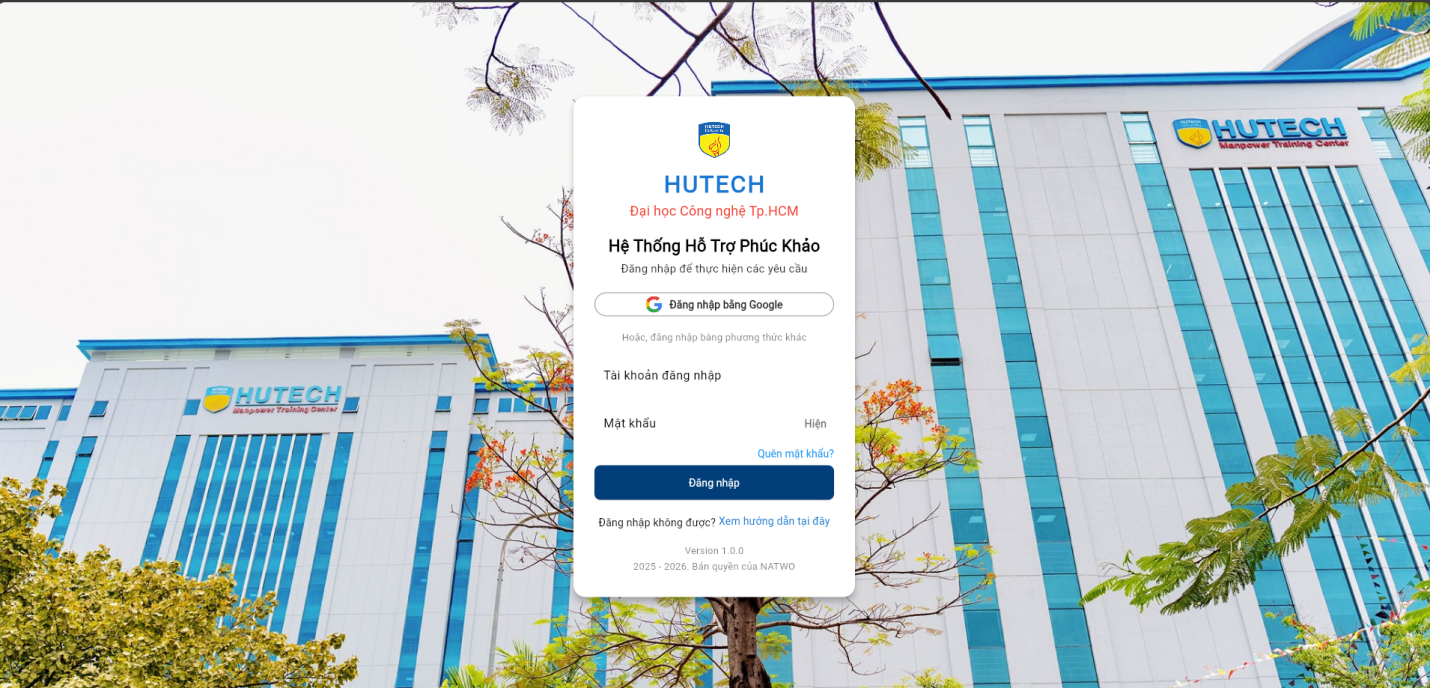 HUTECH
HUTECH
Đại học Công nghệ Tp.HCM
Hệ Thống Hỗ Trợ Phúc Khảo
Đăng nhập để thực hiện các yêu cầu
Đăng nhập bằng Google
Hoặc, đăng nhập bằng phương thức khác
Tài khoản đăng nhập
Mật khẩu
Hiện
Quên mật khẩu?
Đăng nhập
Đăng nhập không được? Xem hướng dẫn tại đây
Version 1.0.0
2025 - 2026. Bản quyền của NATWO
HUTECH
HUTECH
Manpower Training Center
HUTECH
Manpower Training Center